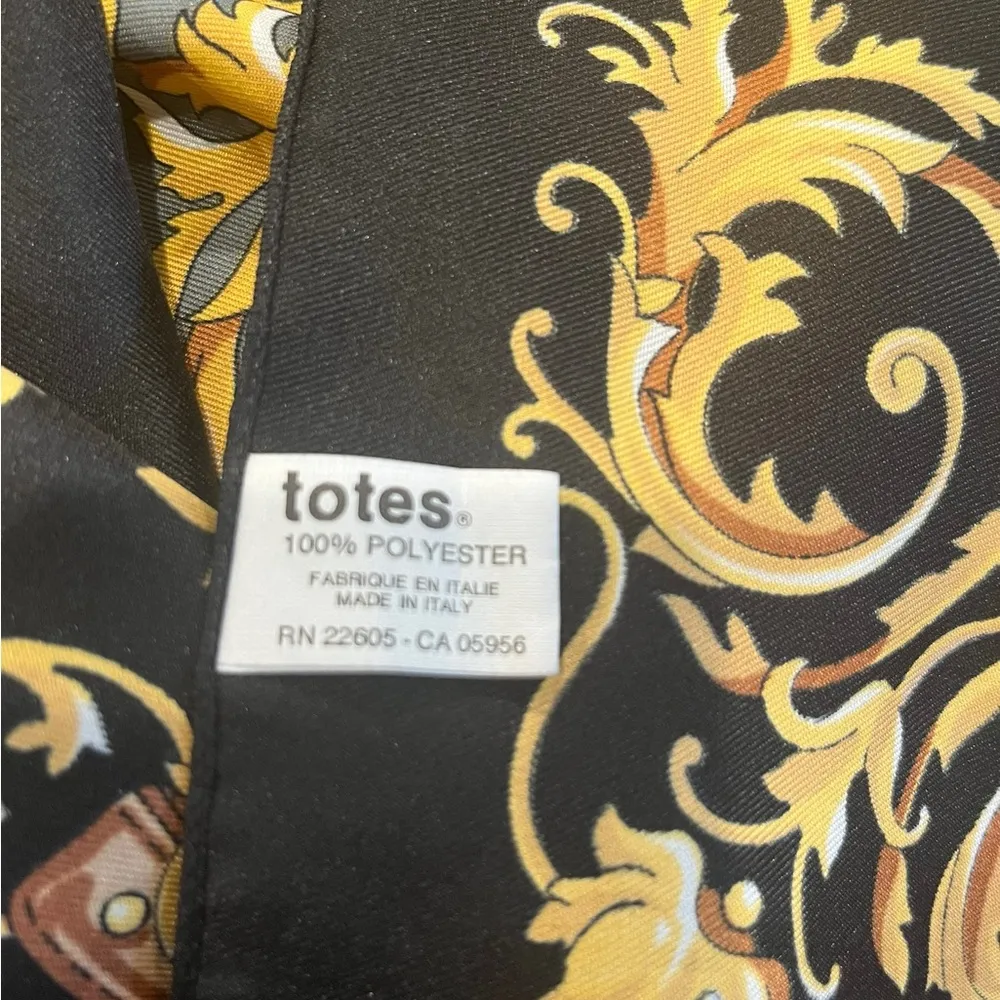 totes®
100% POLYESTER
FABRIQUE EN ITALIE
MADE IN ITALY
RN 22605 - CA 05956